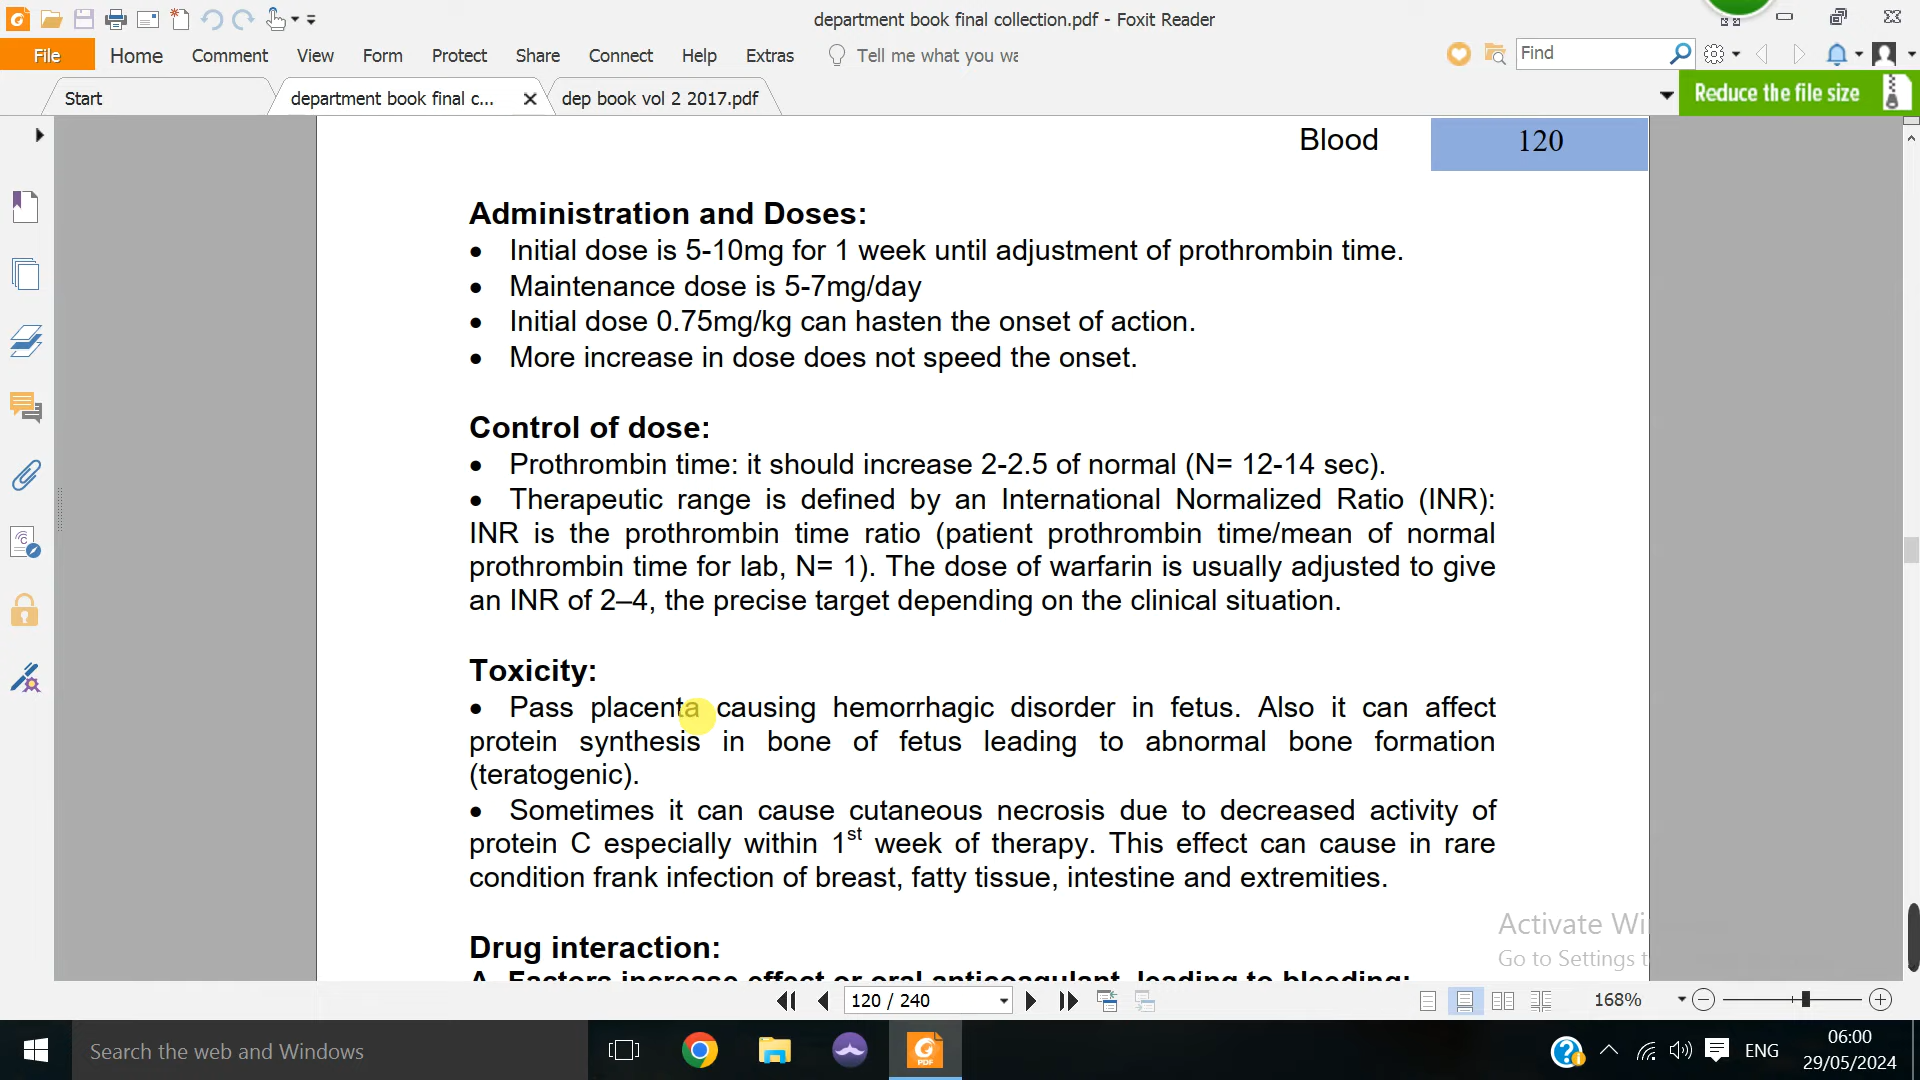 department book final collection.pdf - Foxit Reader
File Home Comment View Form Protect Share Connect Help Extras Tell me what you wa Find
Start department book final c... dep book vol 2 2017.pdf Reduce the file size
Blood 120
Administration and Doses:
• Initial dose is 5-10mg for 1 week until adjustment of prothrombin time.
• Maintenance dose is 5-7mg/day
• Initial dose 0.75mg/kg can hasten the onset of action.
• More increase in dose does not speed the onset.
Control of dose:
• Prothrombin time: it should increase 2-2.5 of normal (N= 12-14 sec).
• Therapeutic range is defined by an International Normalized Ratio (INR):
INR is the prothrombin time ratio (patient prothrombin time/mean of normal
prothrombin time for lab, N= 1). The dose of warfarin is usually adjusted to give
an INR of 2–4, the precise target depending on the clinical situation.
Toxicity:
• Pass placenta causing hemorrhagic disorder in fetus. Also it can affect
protein synthesis in bone of fetus leading to abnormal bone formation
(teratogenic).
• Sometimes it can cause cutaneous necrosis due to decreased activity of
protein C especially within 1st week of therapy. This effect can cause in rare
condition frank infection of breast, fatty tissue, intestine and extremities.
Activate Wi
Drug interaction:
Go to Settings t
A. Factors increase effect or oral anticoagulant, leading to bleeding:
120 / 240 168%
Search the web and Windows PDF ENG 06:00
29/05/2024